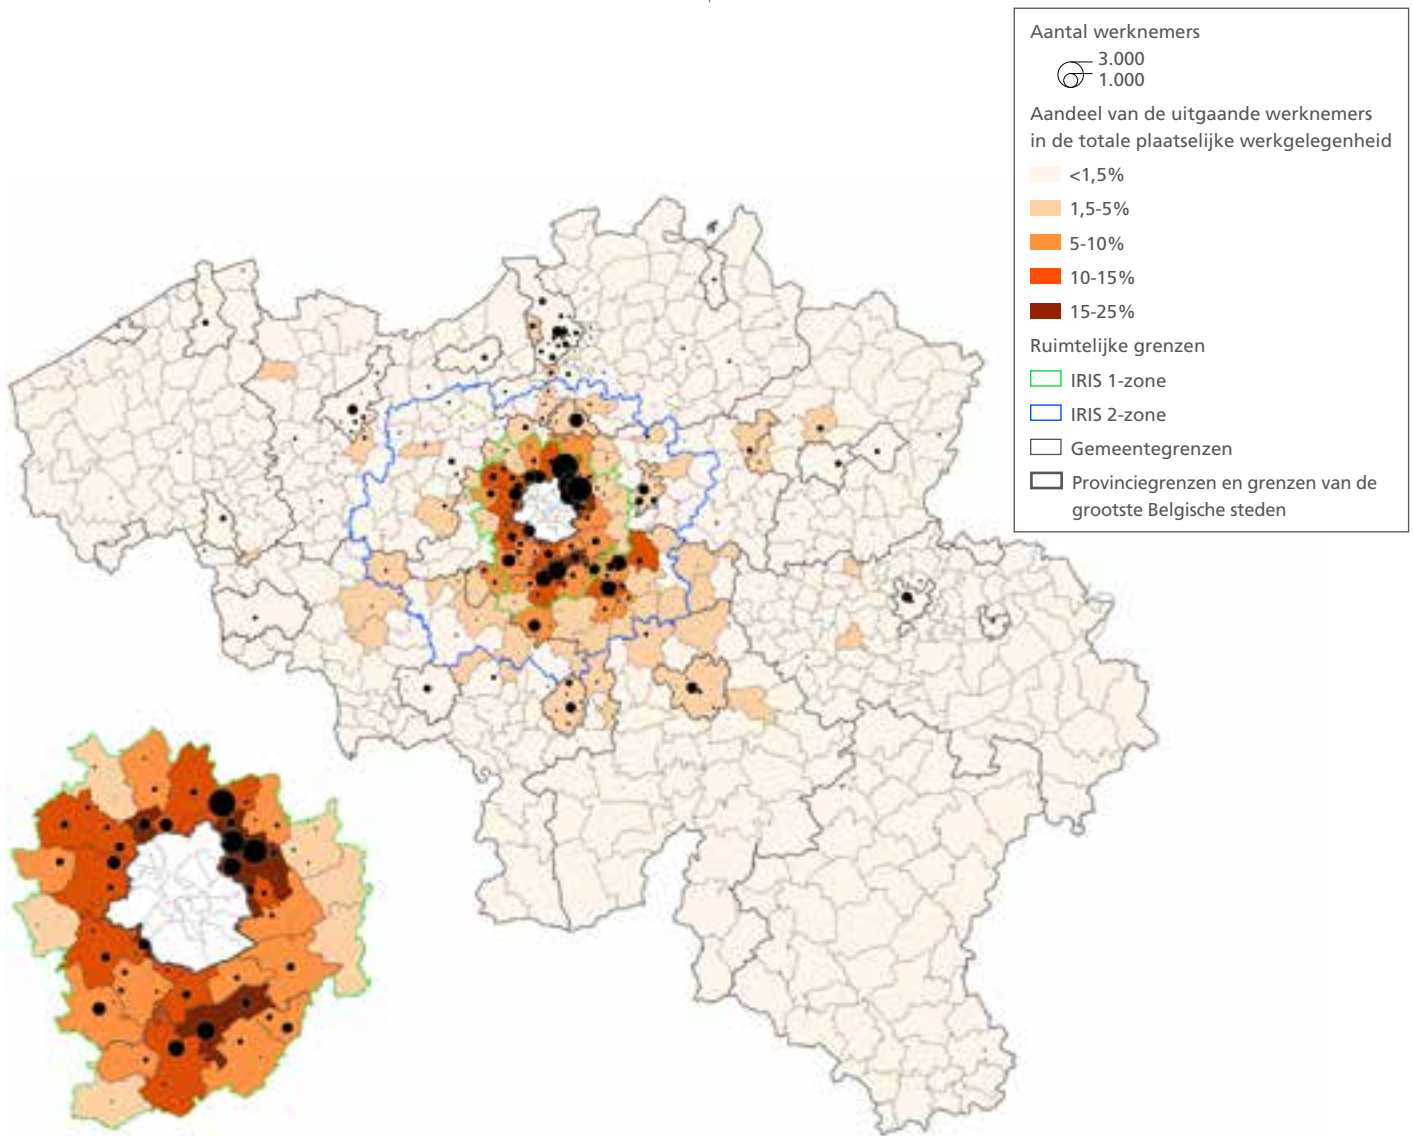 Aantal werknemers
3.000
1.000
Aandeel van de uitgaande werknemers
in de totale plaatselijke werkgelegenheid
<1,5%
1,5-5%
5-10%
10-15%
15-25%
Ruimtelijke grenzen
IRIS 1-zone
IRIS 2-zone
Gemeentegrenzen
Provinciegrenzen en grenzen van de
grootste Belgische steden